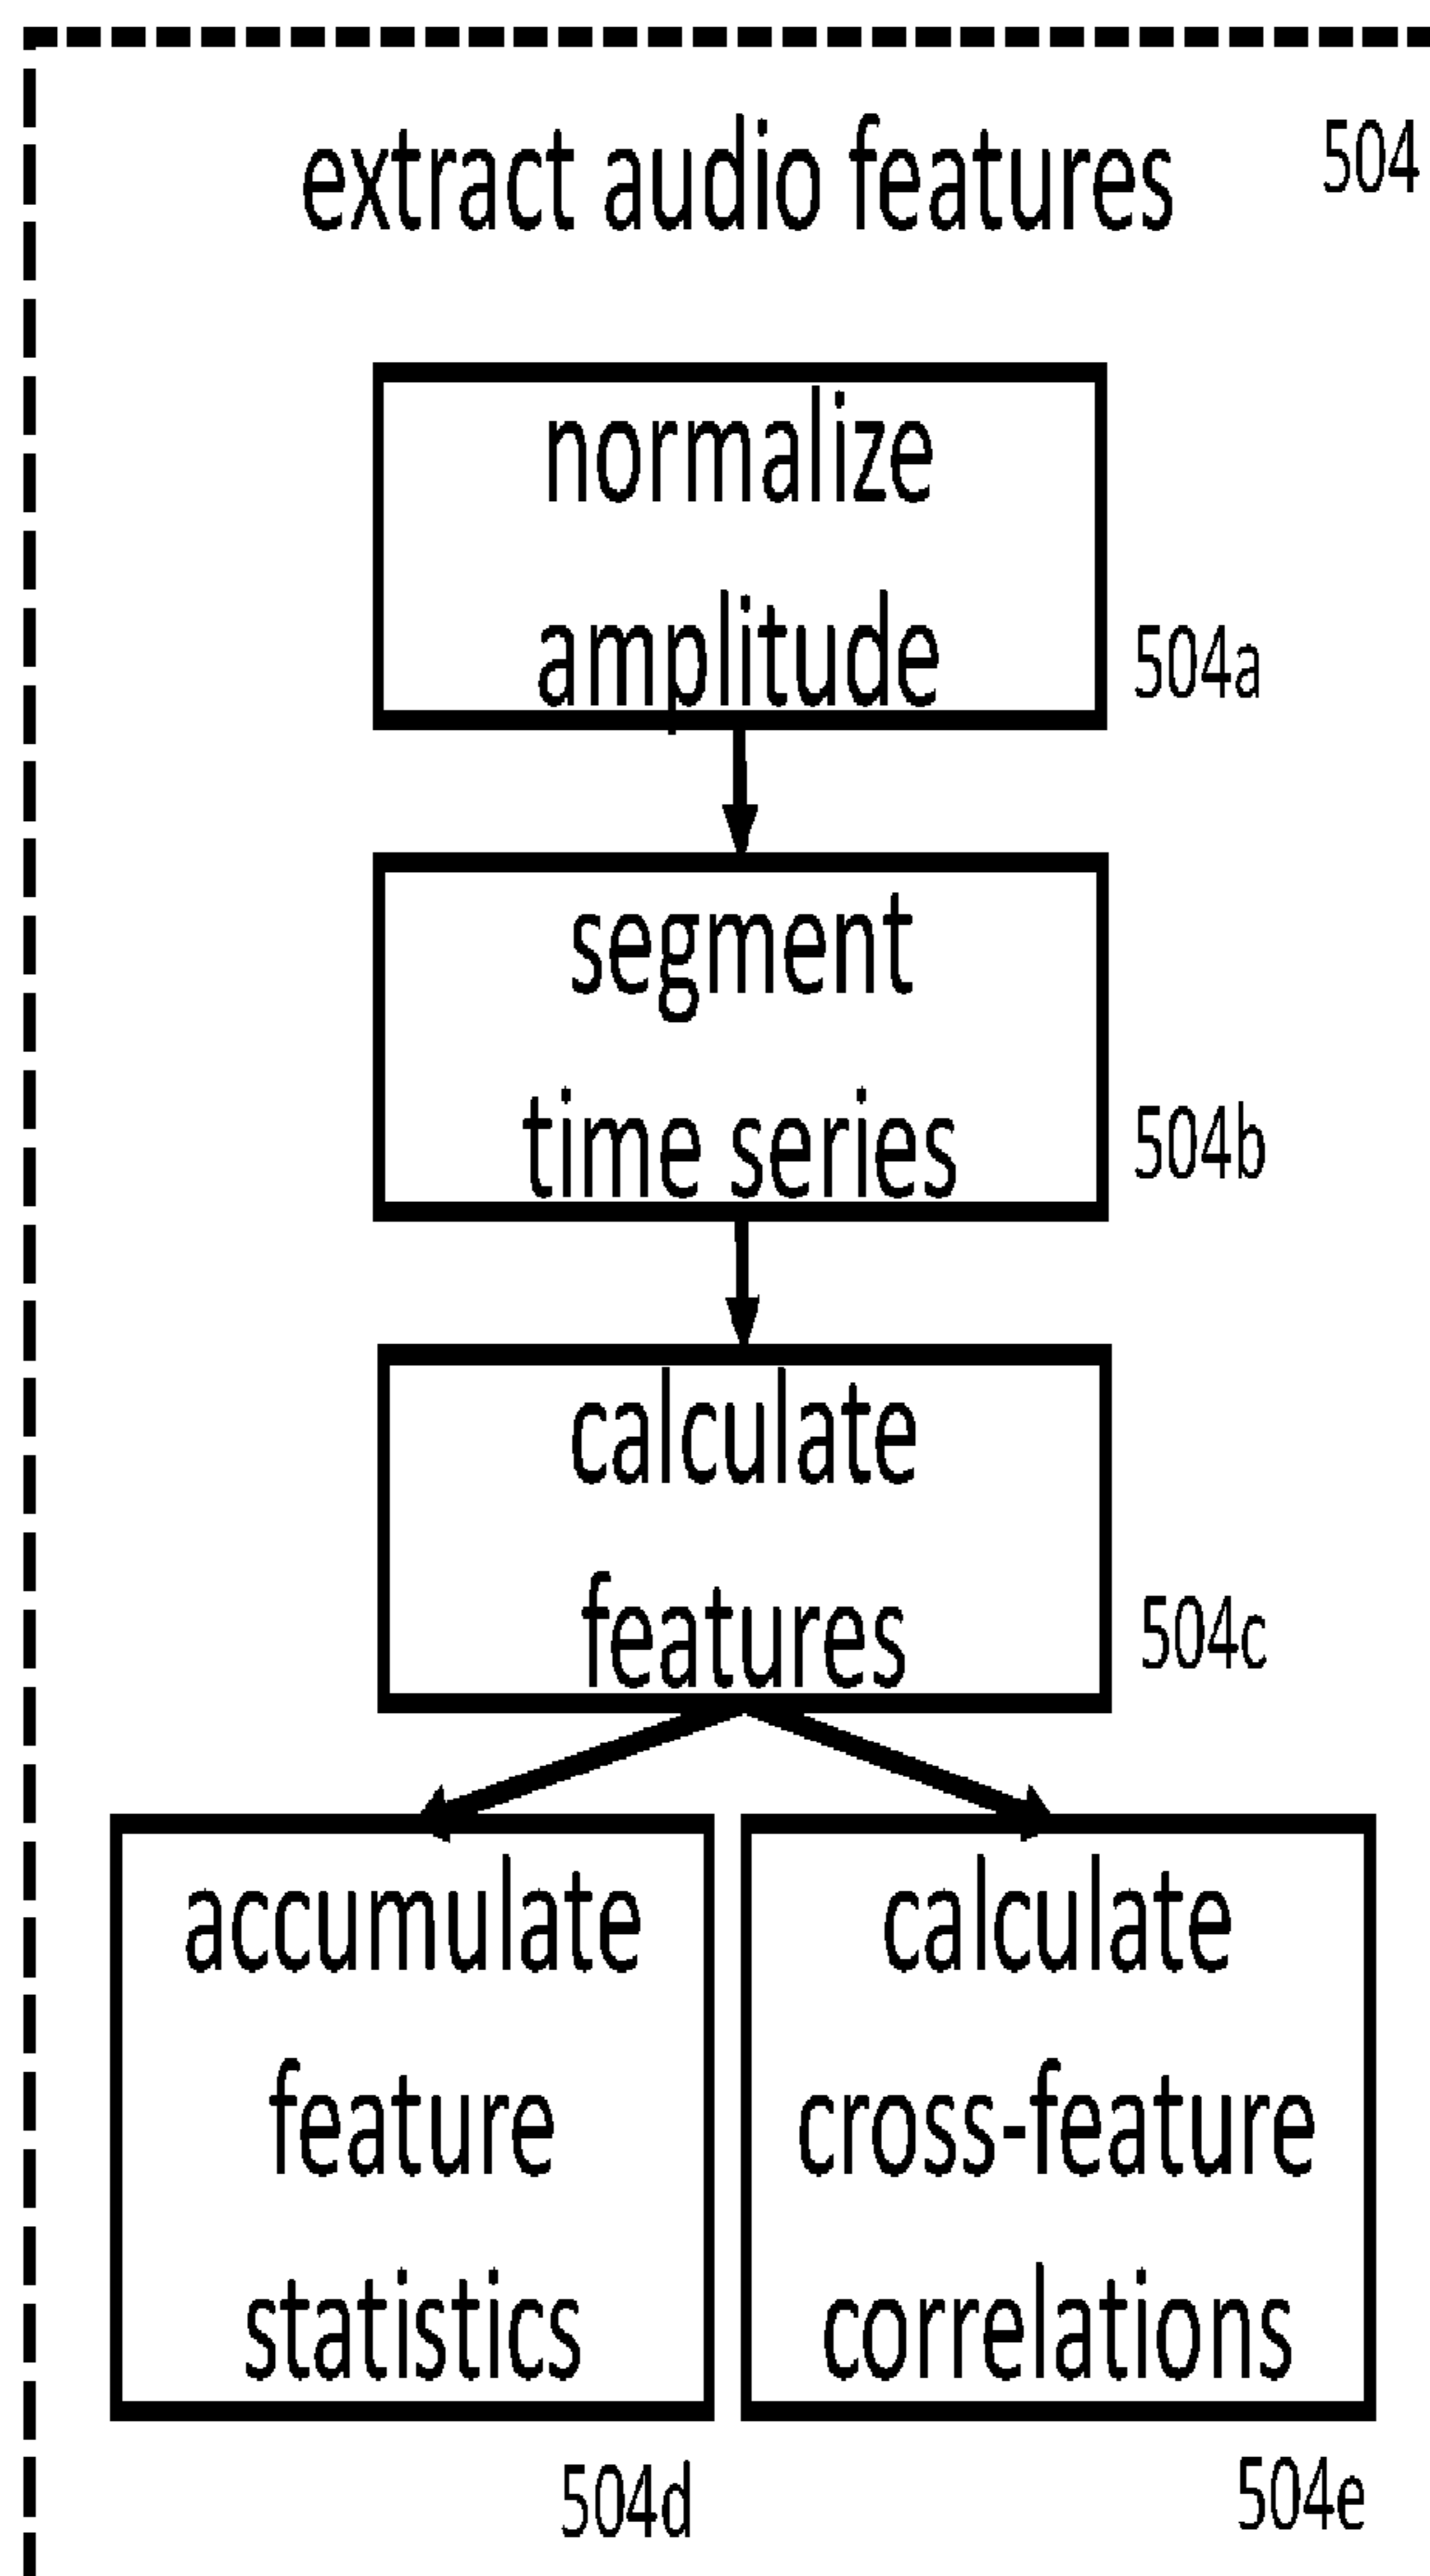 extract audio features
504
normalize
amplitude
504a
segment
time series
504b
calculate
features
504c
accumulate
feature
statistics
504d
calculate
cross-feature
correlations
504e